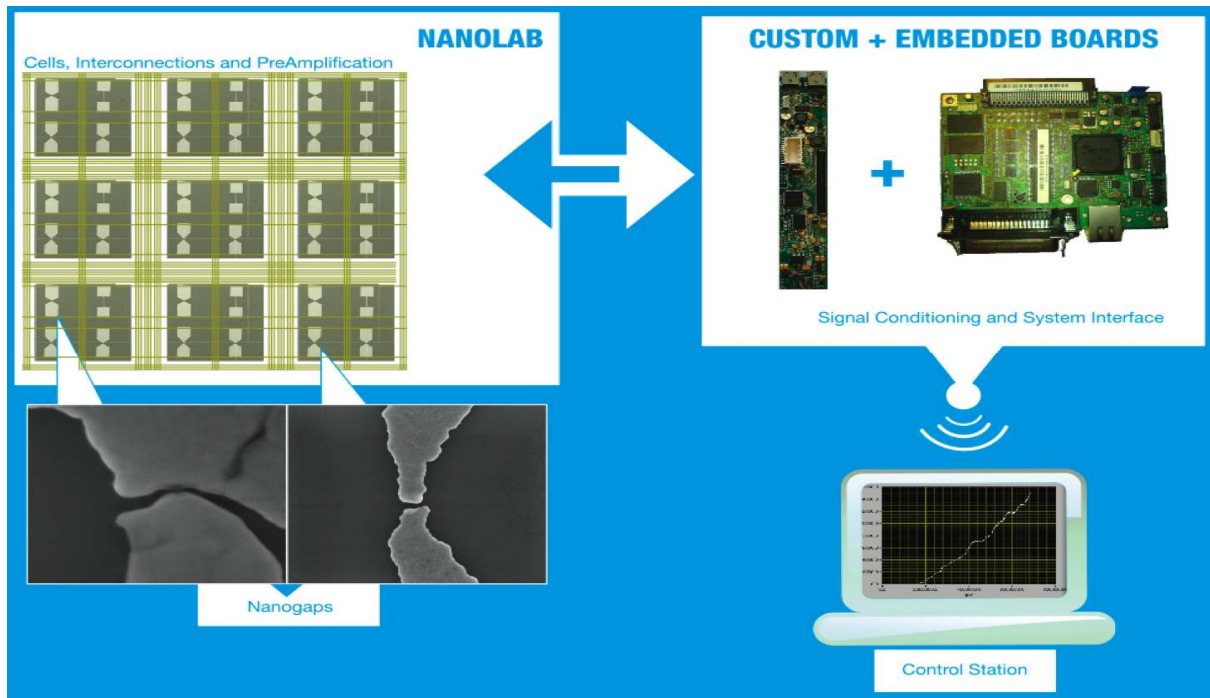 NANOLAB
Cells, Interconnections and PreAmplification
CUSTOM + EMBEDDED BOARDS
+
Signal Conditioning and System Interface
Nanogaps
Control Station